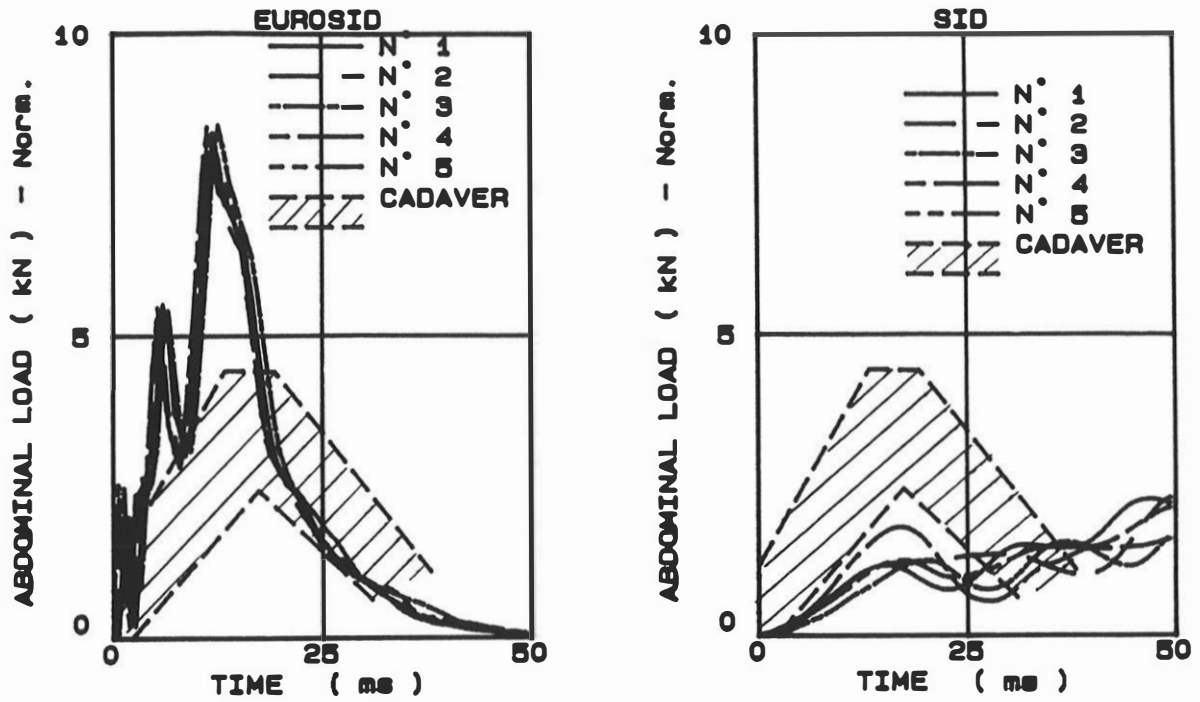 EUROSID
10
5
0
0
25
50
N° 1
N° 2
N° 3
N° 4
N° 5
CADAVER
ABDOMINAL LOAD ( kN ) - Norm.
TIME ( ms )
SID
10
5
0
0
25
50
N° 1
N° 2
N° 3
N° 4
N° 5
CADAVER
ABDOMINAL LOAD ( kN ) - Norm.
TIME ( ms )